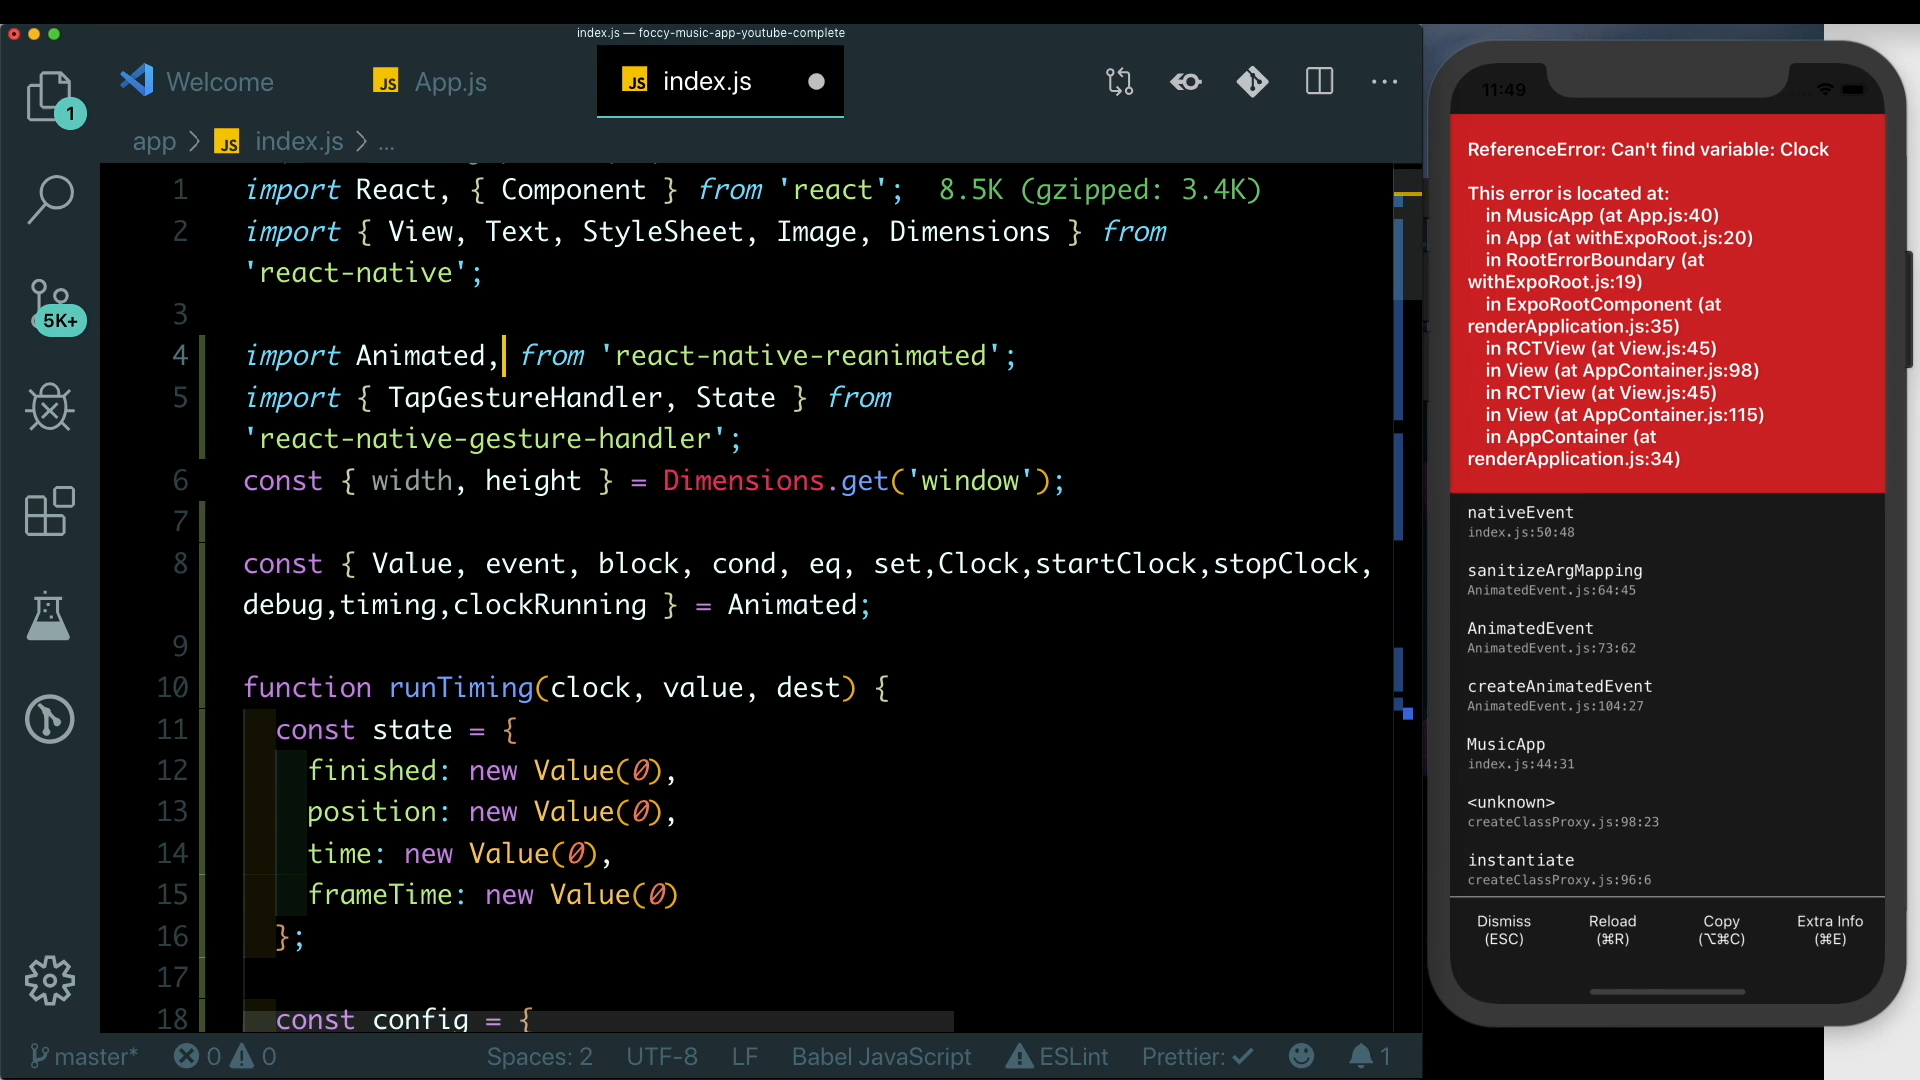 index.js — foccy-music-app-youtube-complete
Welcome
JS App.js
JS index.js
1
app > JS index.js > ...
1 import React, { Component } from 'react'; 8.5K (gzipped: 3.4K)
2 import { View, Text, StyleSheet, Image, Dimensions } from
'react-native';
3
4 import Animated, from 'react-native-reanimated';
5 import { TapGestureHandler, State } from
'react-native-gesture-handler';
6 const { width, height } = Dimensions.get('window');
7
8 const { Value, event, block, cond, eq, set,Clock,startClock,stopClock,
debug,timing,clockRunning } = Animated;
9
10 function runTiming(clock, value, dest) {
11 const state = {
12 finished: new Value(0),
13 position: new Value(0),
14 time: new Value(0),
15 frameTime: new Value(0)
16 };
17
18 const config = {
5K+
master* 0 0 Spaces: 2 UTF-8 LF Babel JavaScript ESLint Prettier: ✓ 1
11:49
ReferenceError: Can't find variable: Clock
This error is located at:
in MusicApp (at App.js:40)
in App (at withExpoRoot.js:20)
in RootErrorBoundary (at
withExpoRoot.js:19)
in ExpoRootComponent (at
renderApplication.js:35)
in RCTView (at View.js:45)
in View (at AppContainer.js:98)
in RCTView (at View.js:45)
in View (at AppContainer.js:115)
in AppContainer (at
renderApplication.js:34)
nativeEvent
index.js:50:48
sanitizeArgMapping
AnimatedEvent.js:64:45
AnimatedEvent
AnimatedEvent.js:73:62
createAnimatedEvent
AnimatedEvent.js:104:27
MusicApp
index.js:44:31
<unknown>
createClassProxy.js:98:23
instantiate
createClassProxy.js:96:6
Dismiss Reload Copy Extra Info
(ESC) (⌘R) (⌥⌘C) (⌘E)